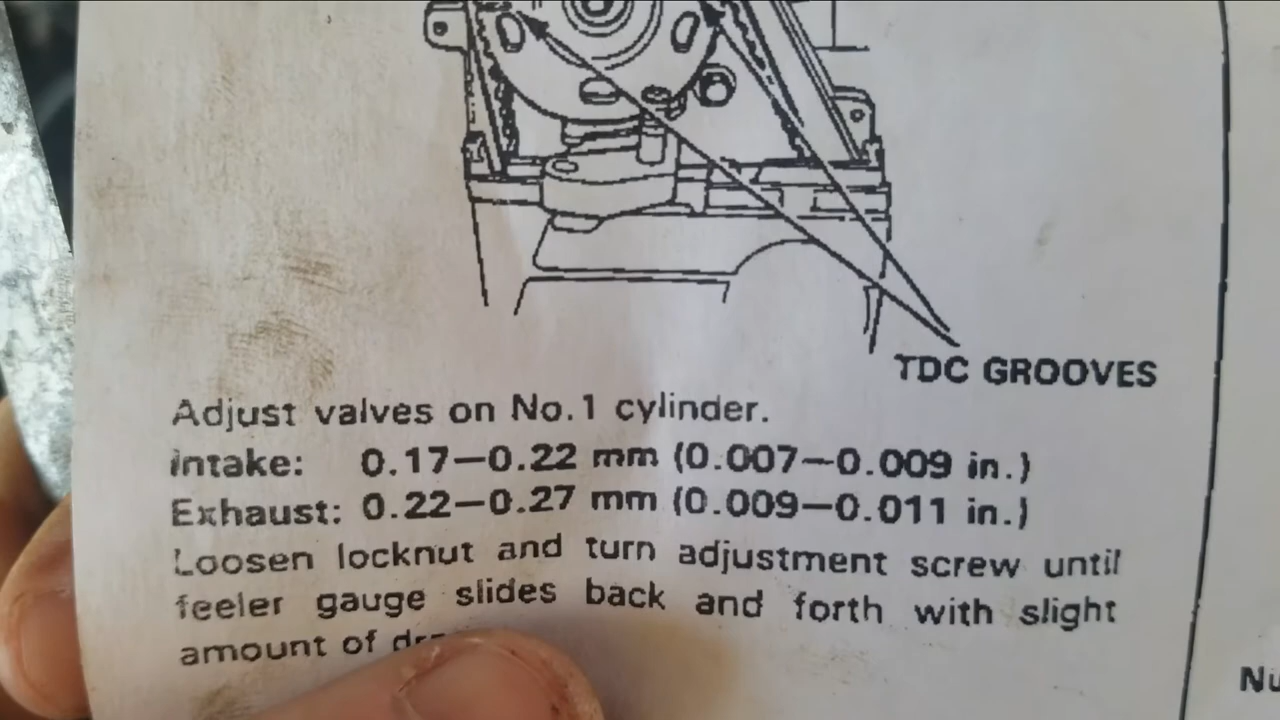 TDC GROOVES
Adjust valves on No.1 cylinder.
Intake: 0.17—0.22 mm (0.007—0.009 in.)
Exhaust: 0.22—0.27 mm (0.009—0.011 in.)
Loosen locknut and turn adjustment screw until
feeler gauge slides back and forth with slight
amount of